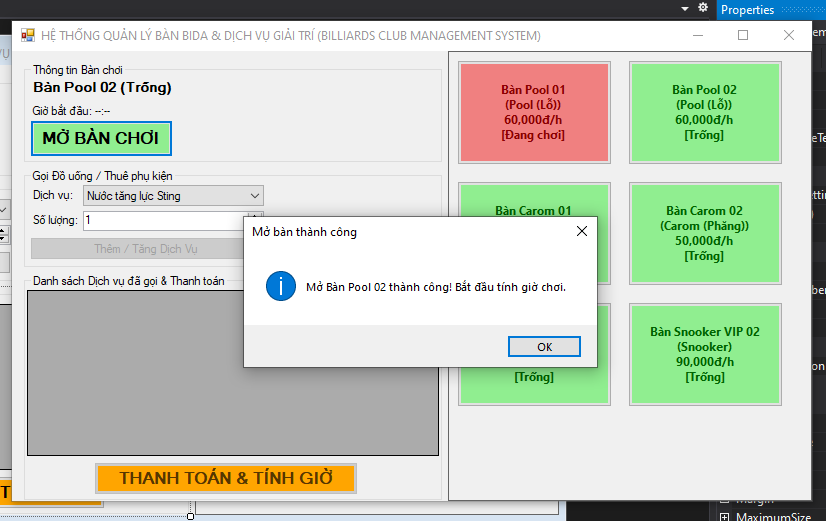 Properties
HỆ THỐNG QUẢN LÝ BÀN BIDA & DỊCH VỤ GIẢI TRÍ (BILLIARDS CLUB MANAGEMENT SYSTEM)
Thông tin Bàn chơi
Bàn Pool 02 (Trống)
Giờ bắt đầu: --:--
MỞ BÀN CHƠI
Gọi Đồ uống / Thuê phụ kiện
Dịch vụ:
Nước tăng lực Sting
Số lượng:
1
Thêm / Tăng Dịch Vụ
Danh sách Dịch vụ đã gọi & Thanh toán
THANH TOÁN & TÍNH GIỜ
Bàn Pool 01
(Pool (Lỗ))
60,000đ/h
[Đang chơi]
Bàn Pool 02
(Pool (Lỗ))
60,000đ/h
[Trống]
Bàn Carom 01
Bàn Carom 02
(Carom (Phăng))
50,000đ/h
[Trống]
[Trống]
Bàn Snooker VIP 02
(Snooker)
90,000đ/h
[Trống]
Mở bàn thành công
Mở Bàn Pool 02 thành công! Bắt đầu tính giờ chơi.
OK
MaximumSize